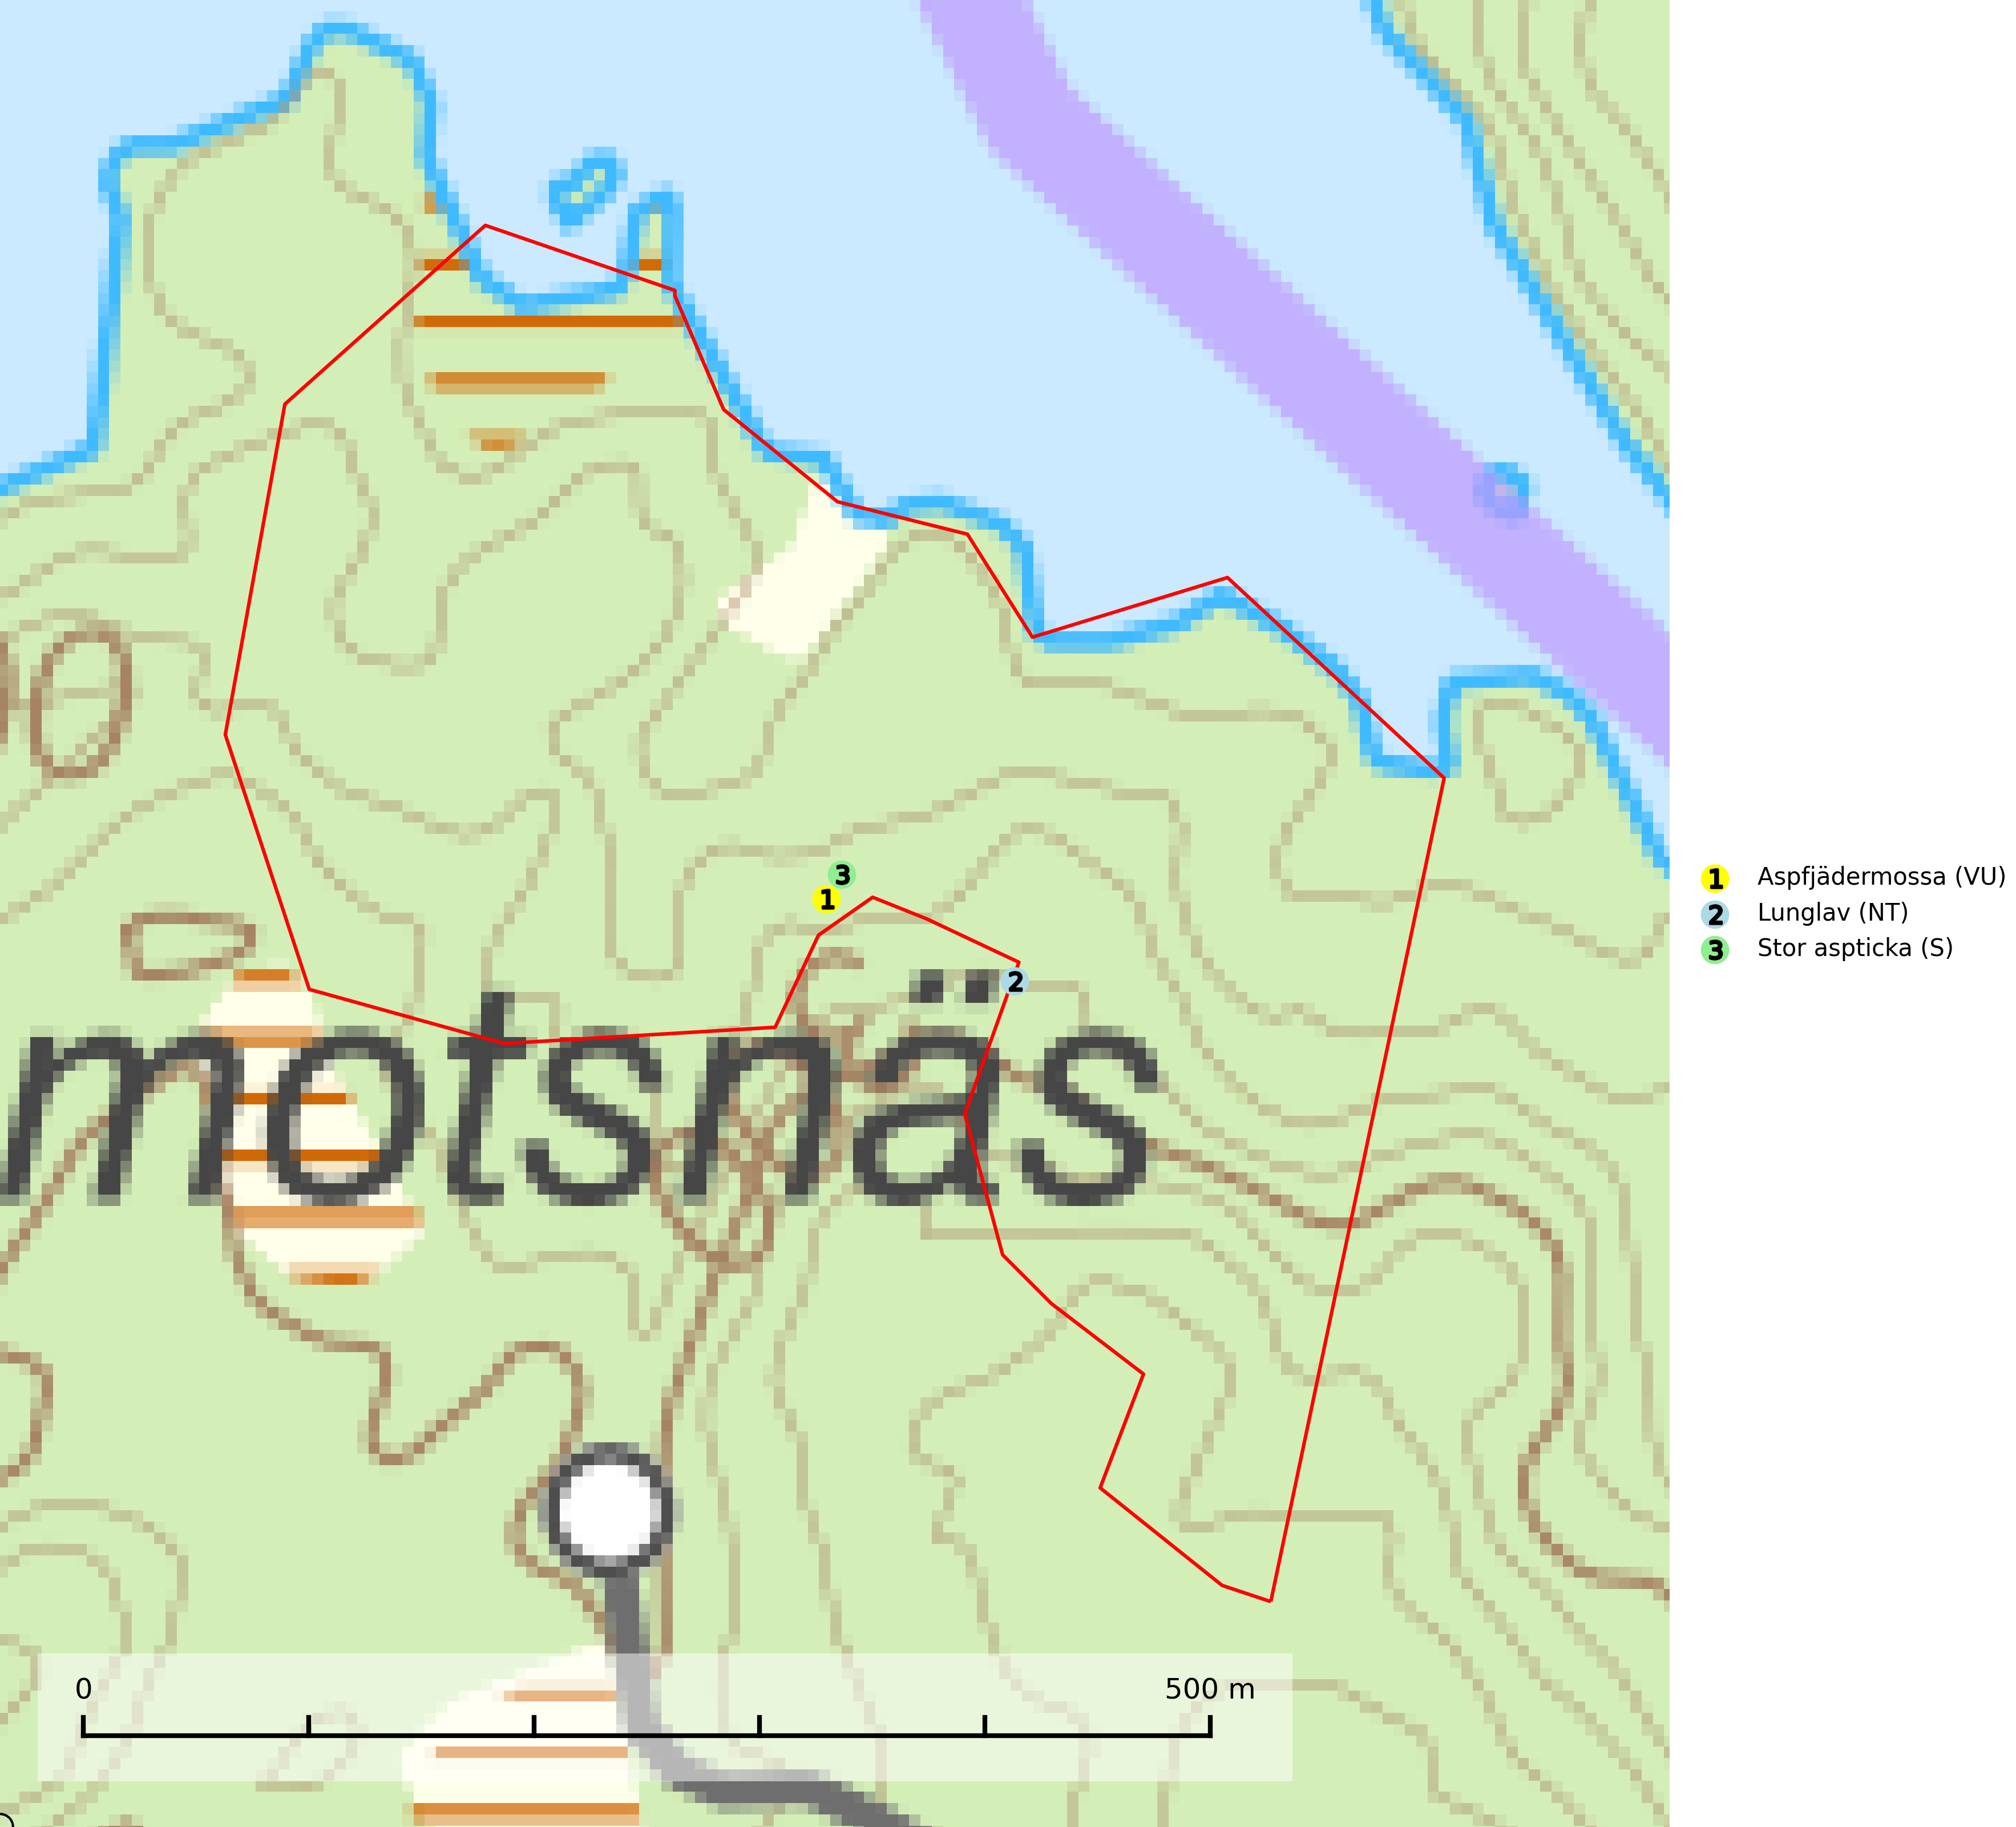 1 Aspfjädermossa (VU)
2 Lunglav (NT)
3 Stor aspticka (S)
3
1
2
motsnäs
0 500 m